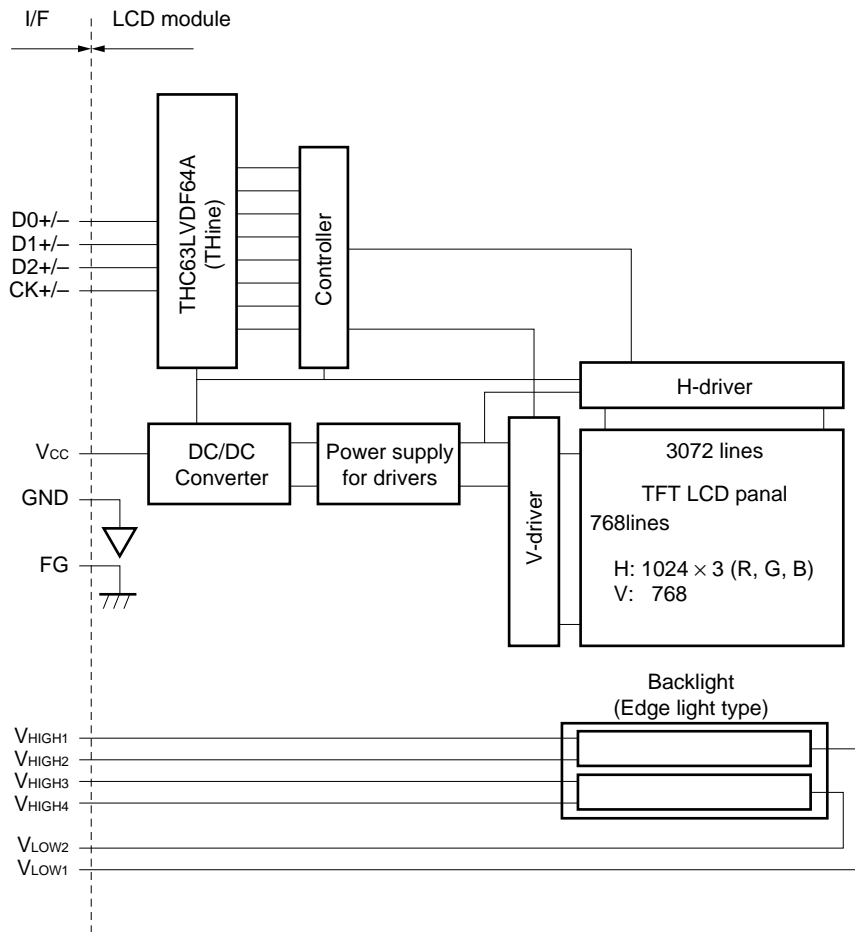 I/F
LCD module
THC63LVDF64A
(THine)
Controller
D0+/–
D1+/–
D2+/–
CK+/–
H-driver
VCC
DC/DC
Converter
Power supply
for drivers
V-driver
3072 lines
TFT LCD panal
768lines
H: 1024 × 3 (R, G, B)
V: 768
GND
FG
Backlight
(Edge light type)
VHIGH1
VHIGH2
VHIGH3
VHIGH4
VLOW2
VLOW1